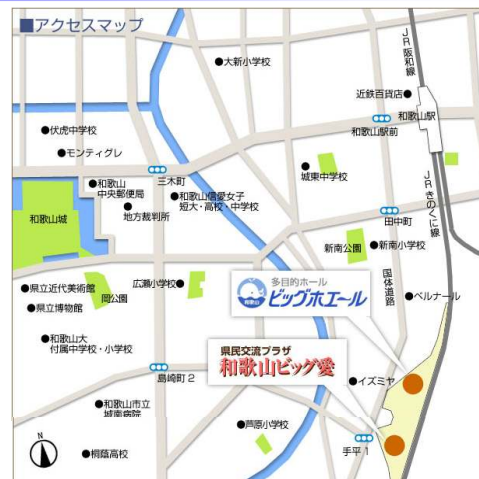 ■アクセスマップ
JR阪和線
●大新小学校
近鉄百貨店●
和歌山駅
和歌山駅前
●伏虎中学校
●モンティグレ
三木町
●城東中学校
●和歌山
中央郵便局
●地方裁判所
●和歌山信愛女子
短大・高校・中学校
JRきのくに線
和歌山城
田中町
新南公園
●新南小学校
国体道路
●県立近代美術館
岡公園
広瀬小学校●
多目的ホール
ビッグホエール
●ベルナール
●県立博物館
●和歌山大
付属中学校・小学校
県民交流プラザ
和歌山ビッグ愛
島崎町2
●イズミヤ
●和歌山市立
城南病院
●芦原小学校
手平1
N
●桐蔭高校